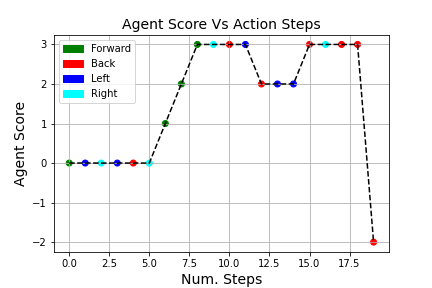 Agent Score Vs Action Steps
3
2
1
0
−1
−2
Agent Score
Forward
Back
Left
Right
0.0 2.5 5.0 7.5 10.0 12.5 15.0 17.5
Num. Steps